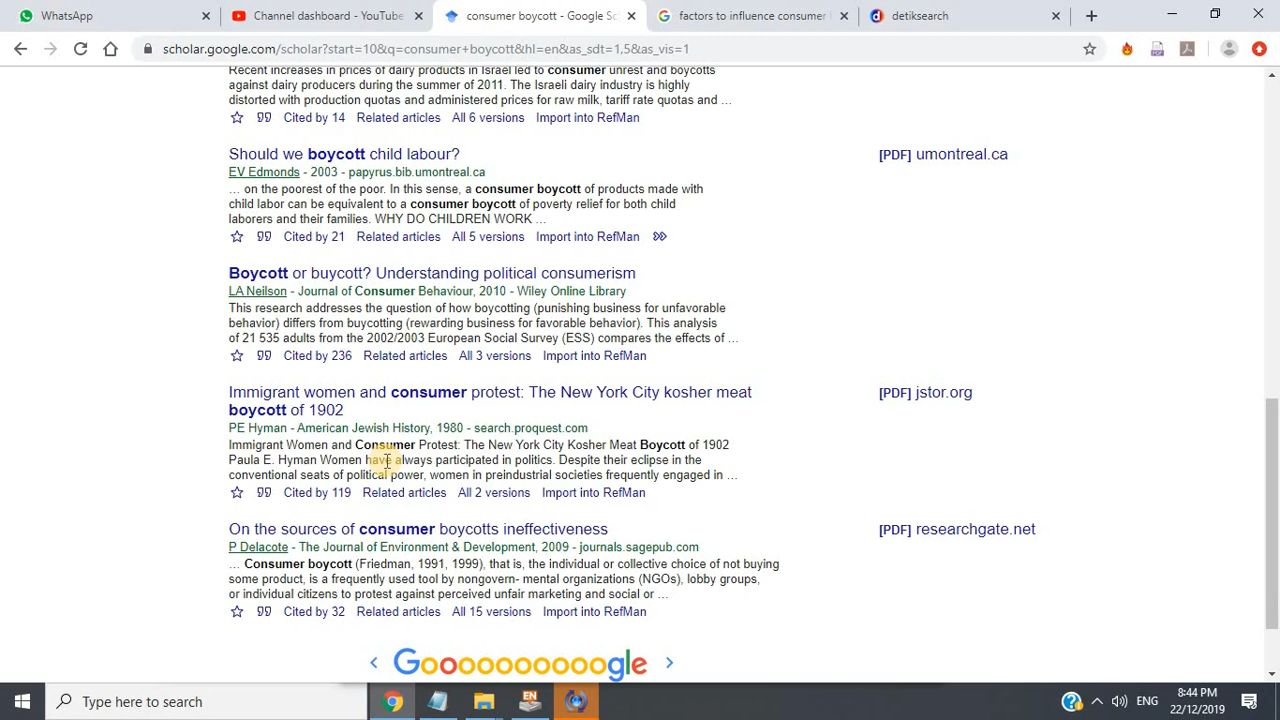 WhatsApp
Channel dashboard - YouTube
consumer boycott - Google Sc
factors to influence consumer
detiksearch
scholar.google.com/scholar?start=10&q=consumer+boycott&hl=en&as_sdt=1,5&as_vis=1
Recent increases in prices of dairy products in Israel led to consumer unrest and boycotts
against dairy producers during the summer of 2011. The Israeli dairy industry is highly
distorted with production quotas and administered prices for raw milk, tariff rate quotas and …
Cited by 14 Related articles All 6 versions Import into RefMan
Should we boycott child labour?
[PDF] umontreal.ca
EV Edmonds - 2003 - papyrus.bib.umontreal.ca
… on the poorest of the poor. In this sense, a consumer boycott of products made with
child labor can be equivalent to a consumer boycott of poverty relief for both child
laborers and their families. WHY DO CHILDREN WORK …
Cited by 21 Related articles All 5 versions Import into RefMan
Boycott or buycott? Understanding political consumerism
LA Neilson - Journal of Consumer Behaviour, 2010 - Wiley Online Library
This research addresses the question of how boycotting (punishing business for unfavorable
behavior) differs from buycotting (rewarding business for favorable behavior). This analysis
of 21 535 adults from the 2002/2003 European Social Survey (ESS) compares the effects of …
Cited by 236 Related articles All 3 versions Import into RefMan
Immigrant women and consumer protest: The New York City kosher meat
boycott of 1902
[PDF] jstor.org
PE Hyman - American Jewish History, 1980 - search.proquest.com
Immigrant Women and Consumer Protest: The New York City Kosher Meat Boycott of 1902
Paula E. Hyman Women have always participated in politics. Despite their eclipse in the
conventional seats of political power, women in preindustrial societies frequently engaged in …
Cited by 119 Related articles All 2 versions Import into RefMan
On the sources of consumer boycotts ineffectiveness
[PDF] researchgate.net
P Delacote - The Journal of Environment & Development, 2009 - journals.sagepub.com
… Consumer boycott (Friedman, 1991, 1999), that is, the individual or collective choice of not buying
some product, is a frequently used tool by nongovern- mental organizations (NGOs), lobby groups,
or individual citizens to protest against perceived unfair marketing and social or …
Cited by 32 Related articles All 15 versions Import into RefMan
Goooooooooogle
Type here to search
EN
ENG
8:44 PM
22/12/2019